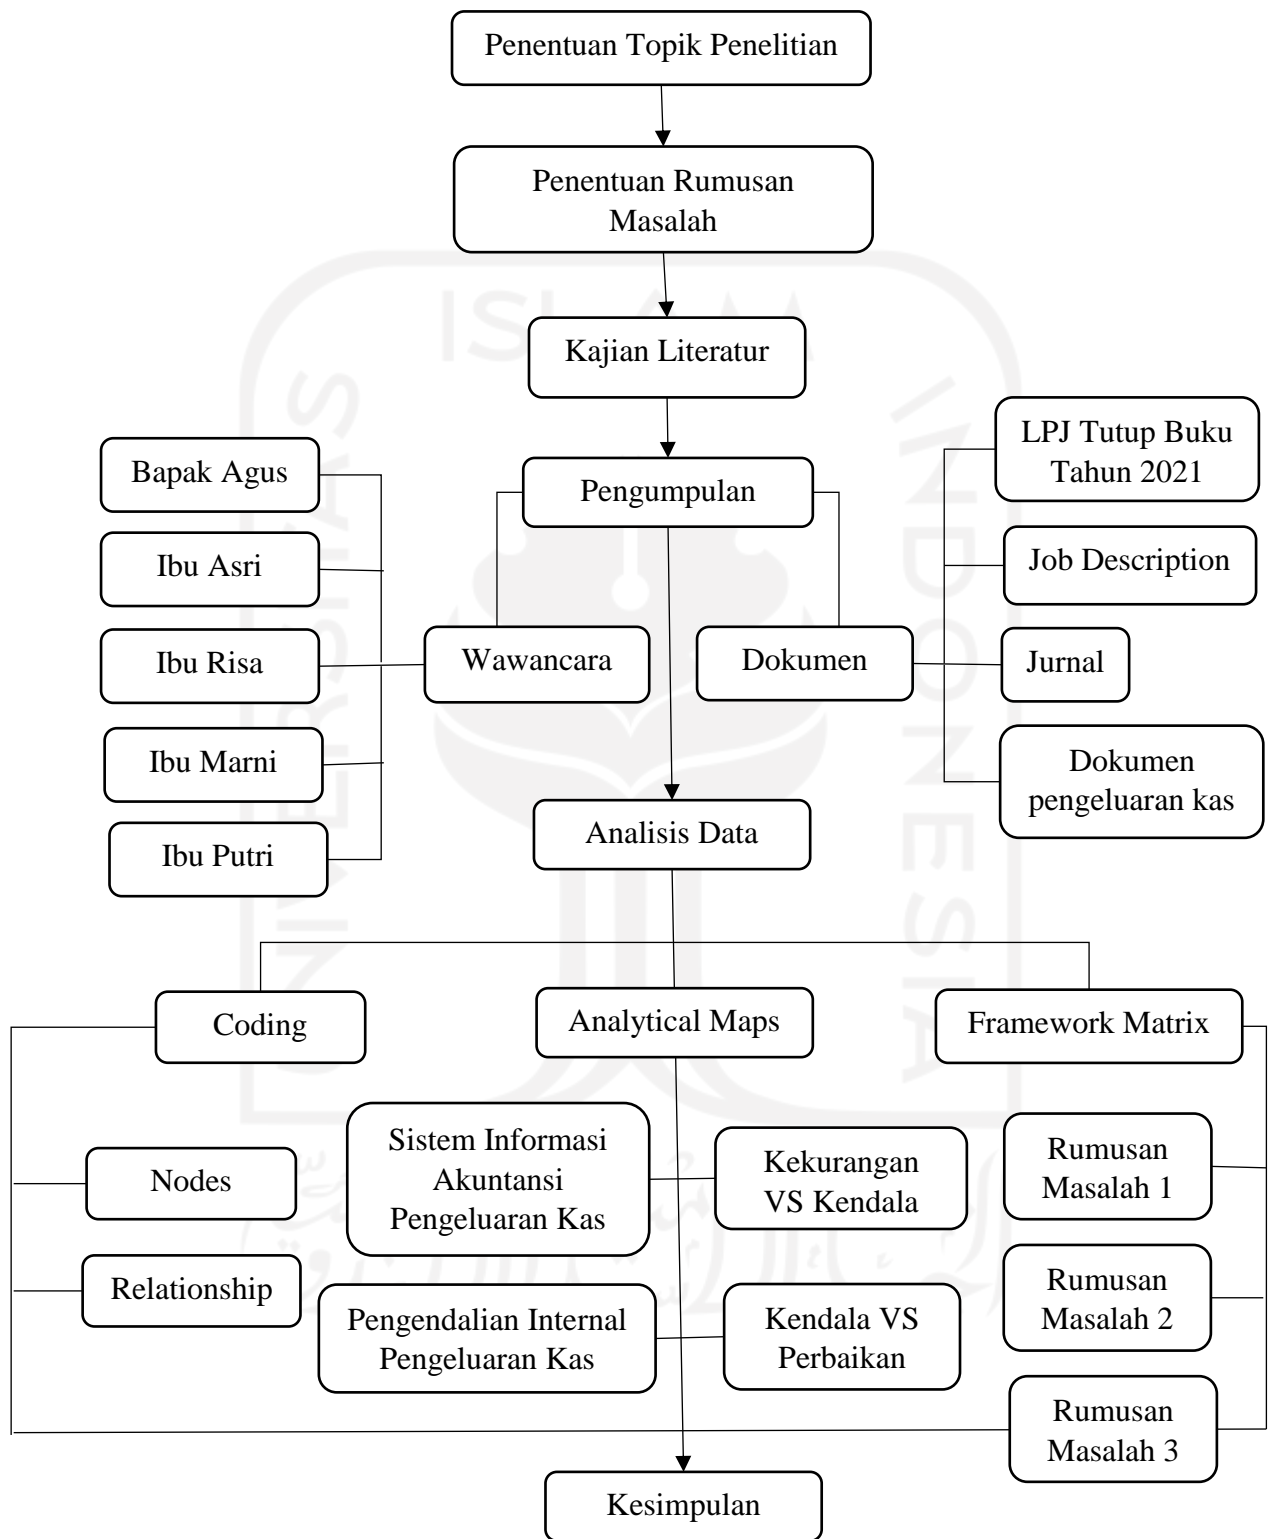 Penentuan Topik Penelitian
Penentuan Rumusan
Masalah
Kajian Literatur
Pengumpulan
Bapak Agus
Ibu Asri
Ibu Risa
Ibu Marni
Ibu Putri
Wawancara
Dokumen
LPJ Tutup Buku
Tahun 2021
Job Description
Jurnal
Dokumen
pengeluaran kas
Analisis Data
Coding
Analytical Maps
Framework Matrix
Nodes
Relationship
Sistem Informasi
Akuntansi
Pengeluaran Kas
Kekurangan
VS Kendala
Pengendalian Internal
Pengeluaran Kas
Kendala VS
Perbaikan
Rumusan
Masalah 1
Rumusan
Masalah 2
Rumusan
Masalah 3
Kesimpulan
ISLAM
INDONESIA